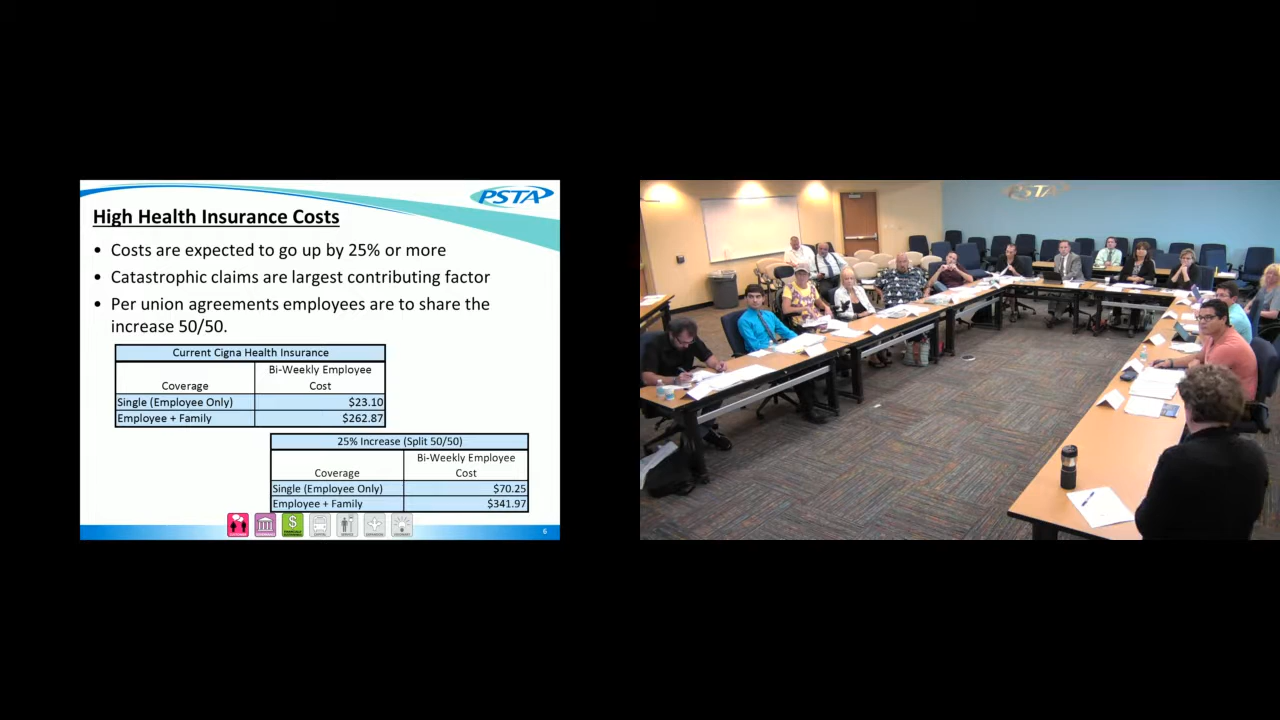 PSTA
High Health Insurance Costs
• Costs are expected to go up by 25% or more
• Catastrophic claims are largest contributing factor
• Per union agreements employees are to share the
increase 50/50.
Current Cigna Health Insurance
Coverage Bi-Weekly Employee
Cost
Single (Employee Only) $23.10
Employee + Family $262.87
25% Increase (Split 50/50)
Coverage Bi-Weekly Employee
Cost
Single (Employee Only) $70.25
Employee + Family $341.97
$
6
PSTA